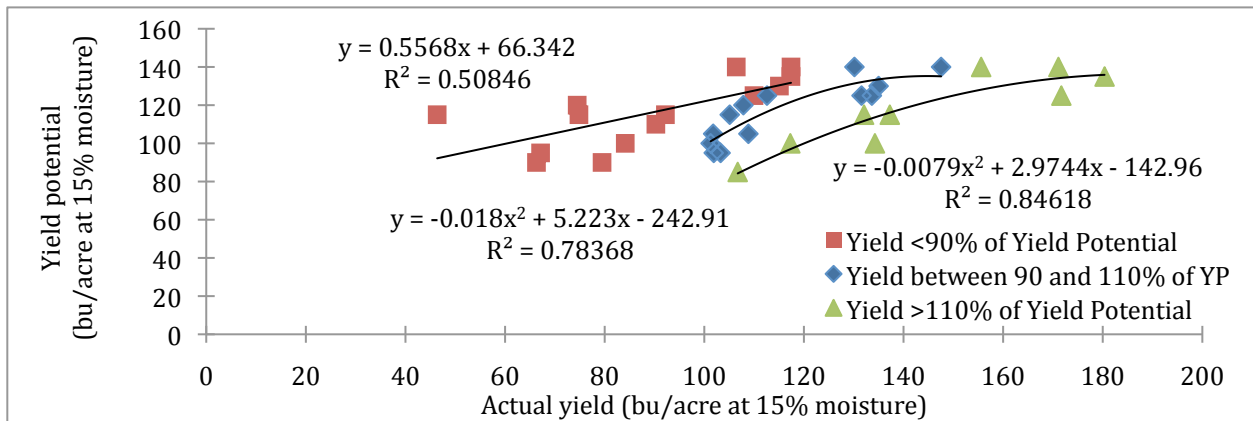 160
140
120
100
80
60
40
20
0
Yield potential
(bu/acre at 15% moisture)
y = 0.5568x + 66.342
R² = 0.50846
y = -0.0079x² + 2.9744x - 142.96
R² = 0.84618
y = -0.018x² + 5.223x - 242.91
R² = 0.78368
Yield <90% of Yield Potential
Yield between 90 and 110% of YP
Yield >110% of Yield Potential
0 20 40 60 80 100 120 140 160 180 200
Actual yield (bu/acre at 15% moisture)